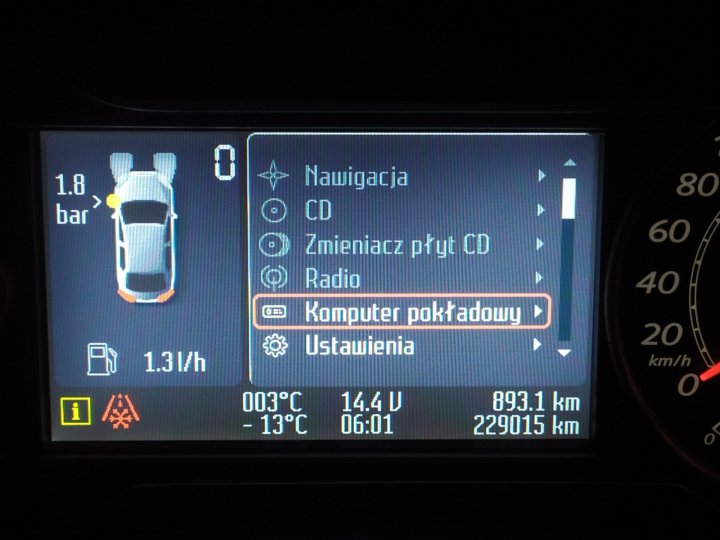 0
1.8
bar
1.3 l/h
Nawigacja
CD
Zmieniacz płyt CD
Radio
Komputer pokładowy
Ustawienia
i
003°C 14.4 V 893.1 km
- 13°C 06:01 229015 km
80
60
40
20
km/h
0
0